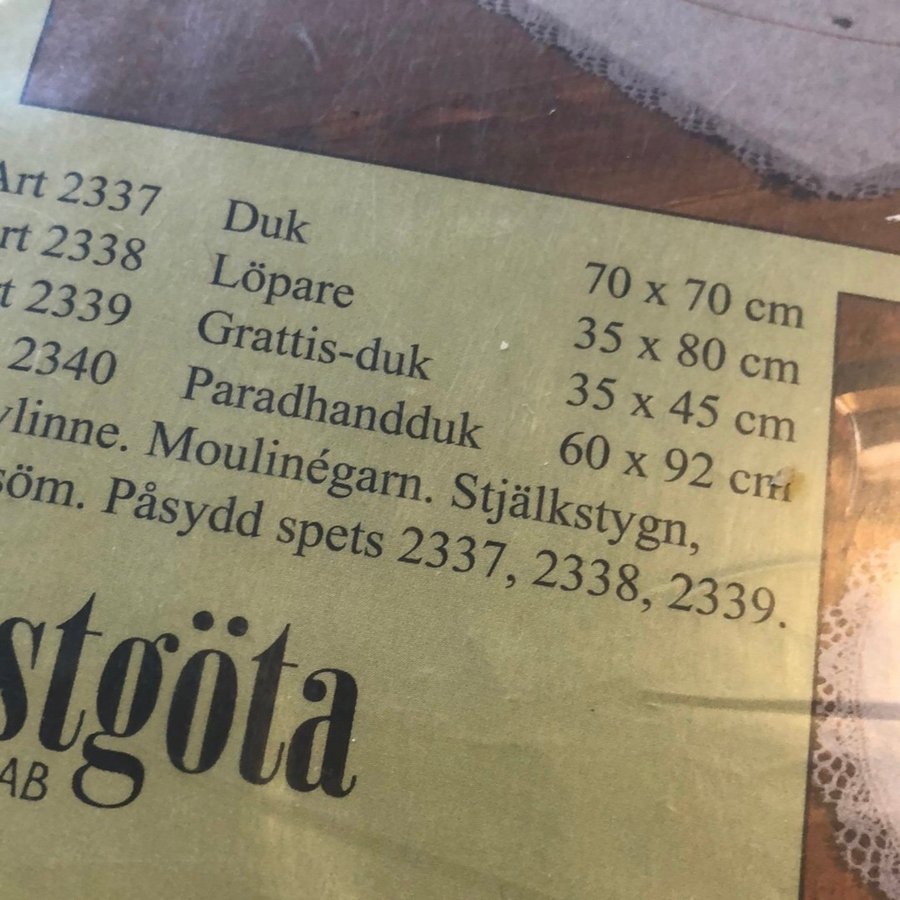 Art 2337 Duk 70 x 70 cm
rt 2338 Löpare 35 x 80 cm
t 2339 Grattis-duk 35 x 45 cm
2340 Paradhandduk 60 x 92 cm
ylinne. Moulinégarn. Stjälkstygn,
söm. Påsydd spets 2337, 2338, 2339.
stgöta
AB